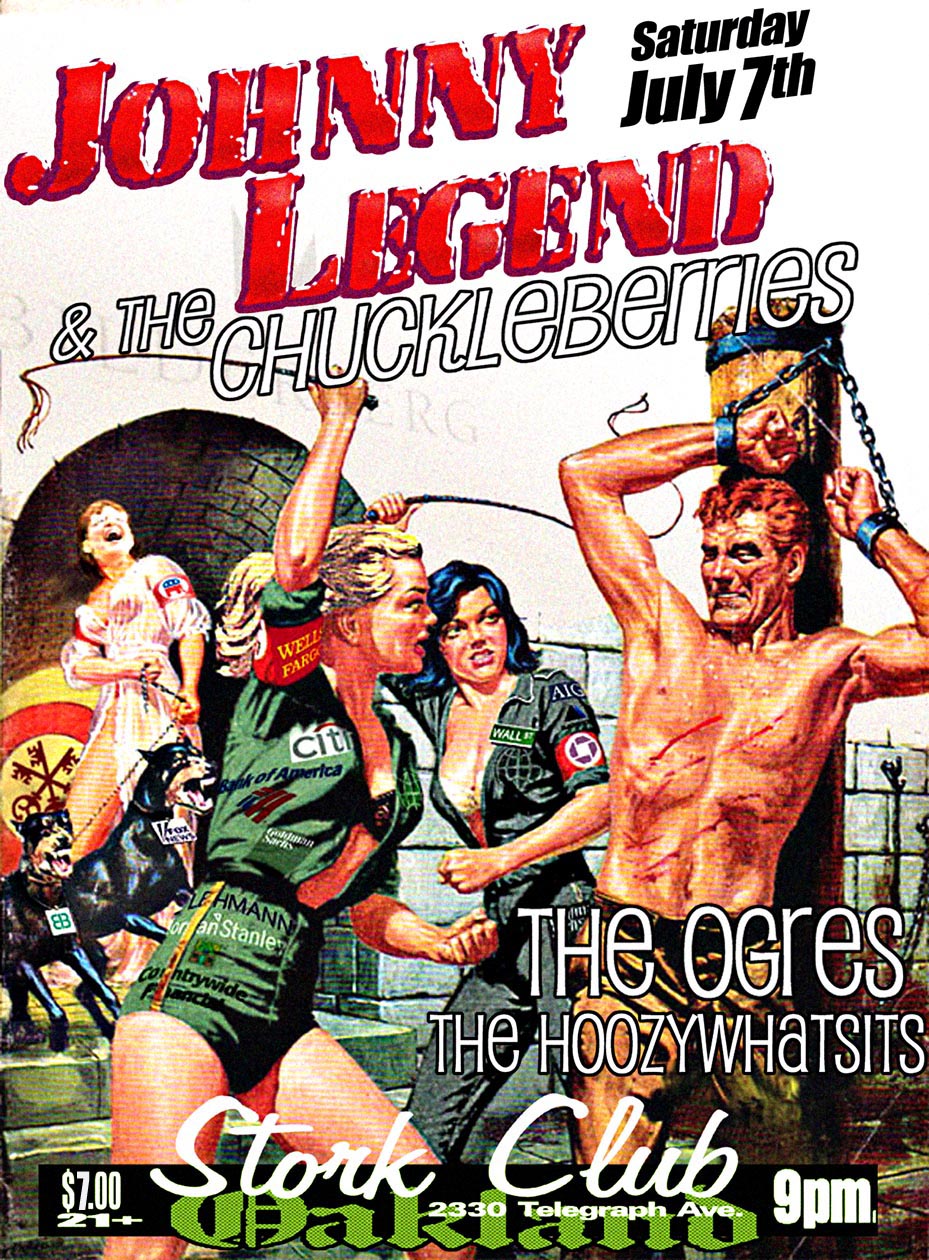 Saturday
July 7th
JOHNNY
LEGEND
& THE CHUCKLEBERRIES
WELLS
FARGO
citi
Bank of America
Goldman
Sachs
LEHMANN
Morgan Stanley
Countrywide
Financial
AIG
WALL ST
FOX
NEWS
THE OGRES
THE HOOZYWHATSITS
Stork Club
$7.00
21+
Oakland
2330 Telegraph Ave.
9pm